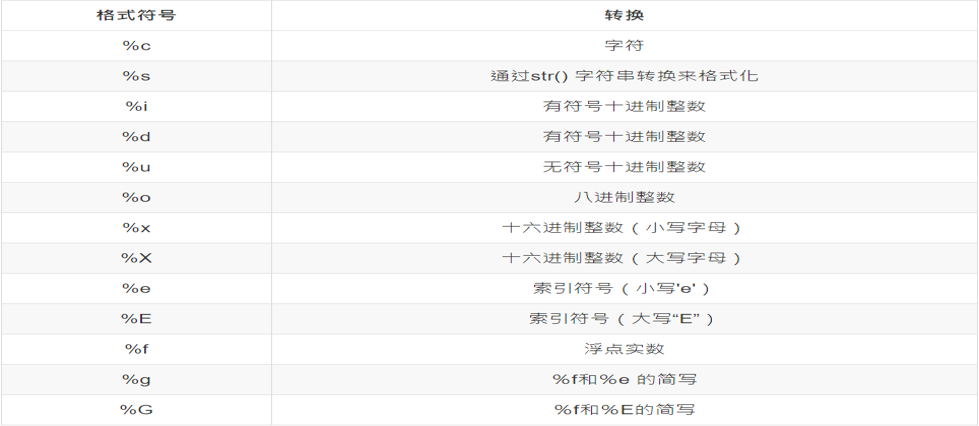 格式符号 转换
%c 字符
%s 通过str() 字符串转换来格式化
%i 有符号十进制整数
%d 有符号十进制整数
%u 无符号十进制整数
%o 八进制整数
%x 十六进制整数（小写字母）
%X 十六进制整数（大写字母）
%e 索引符号（小写'e'）
%E 索引符号（大写“E”）
%f 浮点实数
%g %f和%e 的简写
%G %f和%E的简写